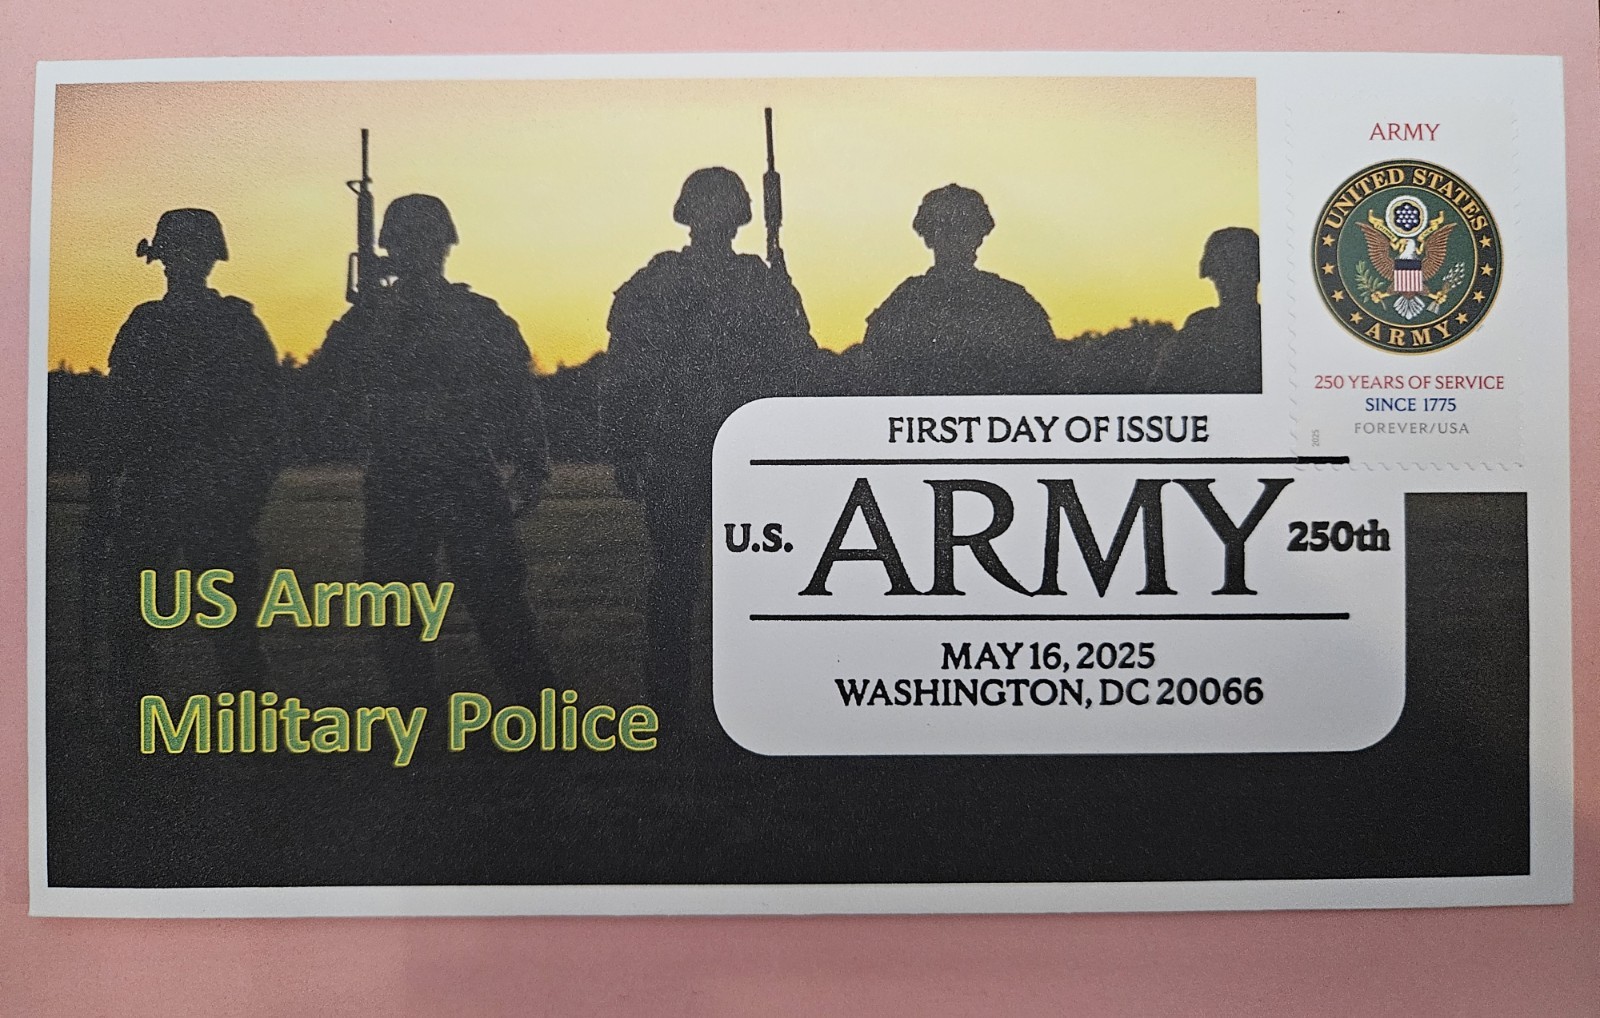 ARMY
UNITED STATES
ARMY
250 YEARS OF SERVICE
SINCE 1775
FOREVER/USA
2025
FIRST DAY OF ISSUE
U.S. ARMY 250th
MAY 16, 2025
WASHINGTON, DC 20066
US Army
Military Police